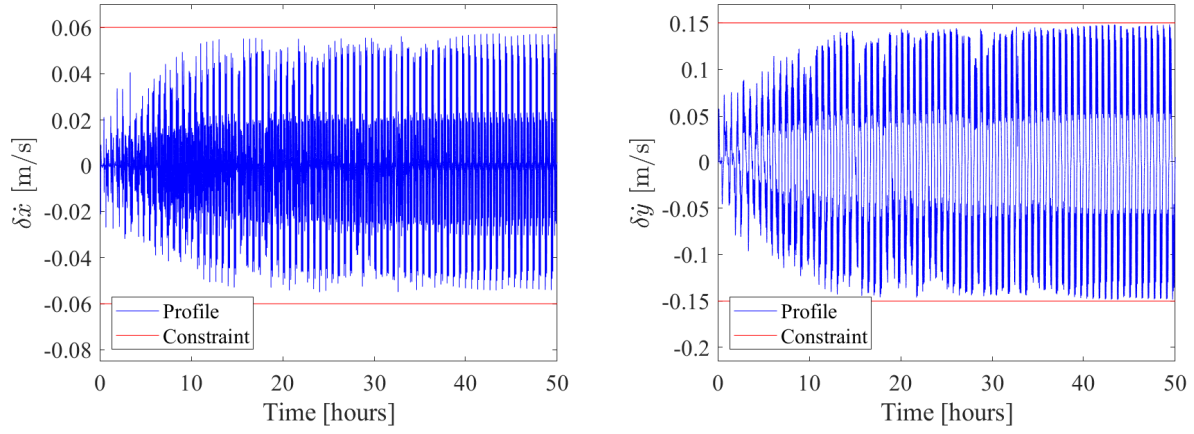 0.06
0.04
0.02
0
-0.02
-0.04
-0.06
-0.08
δẋ [m/s]
Profile
Constraint
0 10 20 30 40 50
Time [hours]
0.15
0.1
0.05
0
-0.05
-0.1
-0.15
-0.2
δẏ [m/s]
Profile
Constraint
0 10 20 30 40 50
Time [hours]